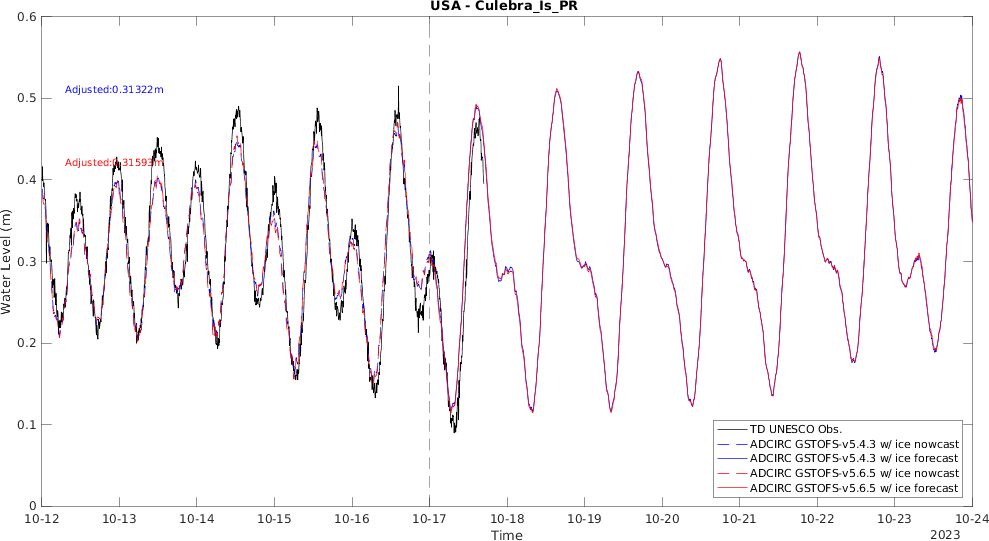 USA - Culebra_Is_PR
0.6
0.5
0.4
0.3
0.2
0.1
0
Water Level (m)
Adjusted:0.31322m
Adjusted:0.31593m
TD UNESCO Obs.
ADCIRC GSTOFS-v5.4.3 w/ ice nowcast
ADCIRC GSTOFS-v5.4.3 w/ ice forecast
ADCIRC GSTOFS-v5.6.5 w/ ice nowcast
ADCIRC GSTOFS-v5.6.5 w/ ice forecast
10-12 10-13 10-14 10-15 10-16 10-17 10-18 10-19 10-20 10-21 10-22 10-23 10-24
Time
2023